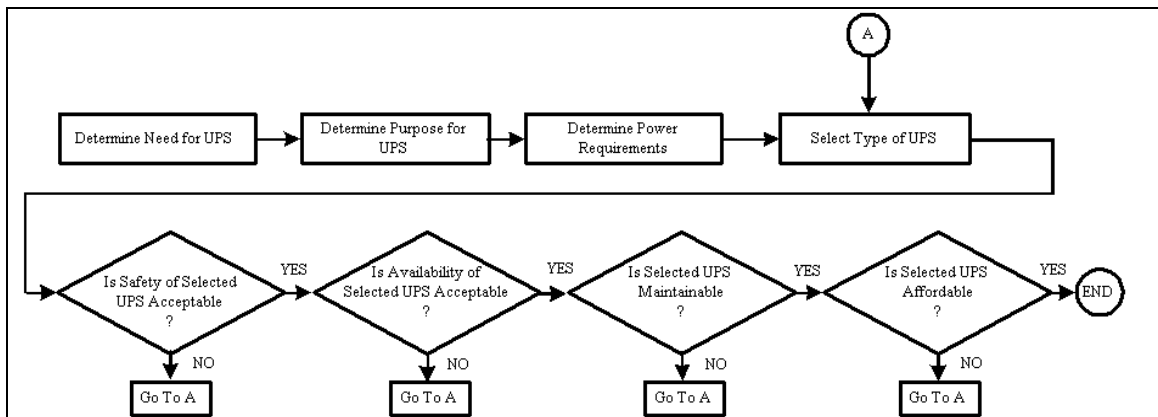 A
Determine Need for UPS
Determine Purpose for
UPS
Determine Power
Requirements
Select Type of UPS
Is Safety of Selected
UPS Acceptable
?
YES
Is Availability of
Selected UPS Acceptable
?
YES
Is Selected UPS
Maintainable
?
YES
Is Selected UPS
Affordable
?
YES
END
NO
NO
NO
NO
Go To A
Go To A
Go To A
Go To A